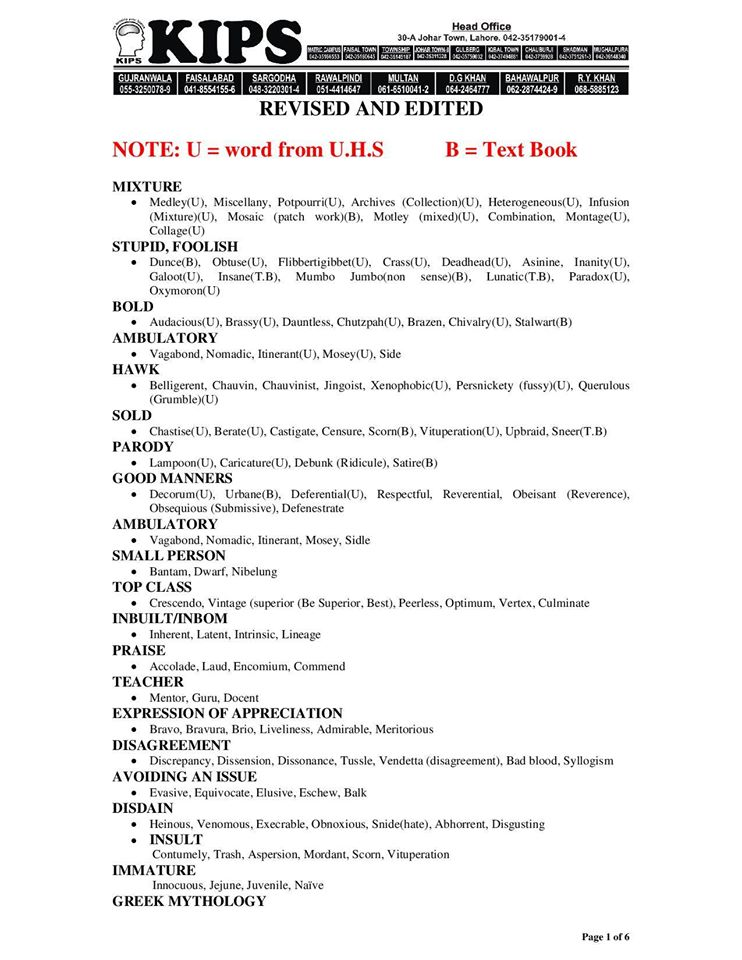 KIPS
KIPS
Head Office
30-A Johar Town, Lahore. 042-35179001-4
MATRIC CAMPUS FAISAL TOWN TOWNSHIP JOHAR TOWN-II GULBERG IQBAL TOWN CHAUBURJI SHADMAN MUGHALPURA
GUJRANWALA FAISALABAD SARGODHA RAWALPINDI MULTAN D.G KHAN BAHAWALPUR R.Y. KHAN
055-3250078-9 041-8554155-6 048-3220301-4 051-4414647 061-6510041-2 064-2464777 062-2874424-9 068-5885123
REVISED AND EDITED
NOTE: U = word from U.H.S B = Text Book
MIXTURE
• Medley(U), Miscellany, Potpourri(U), Archives (Collection)(U), Heterogeneous(U), Infusion
(Mixture)(U), Mosaic (patch work)(B), Motley (mixed)(U), Combination, Montage(U),
Collage(U)
STUPID, FOOLISH
• Dunce(B), Obtuse(U), Flibbertigibbet(U), Crass(U), Deadhead(U), Asinine, Inanity(U),
Galoot(U), Insane(T.B), Mumbo Jumbo(non sense)(B), Lunatic(T.B), Paradox(U),
Oxymoron(U)
BOLD
• Audacious(U), Brassy(U), Dauntless, Chutzpah(U), Brazen, Chivalry(U), Stalwart(B)
AMBULATORY
• Vagabond, Nomadic, Itinerant(U), Mosey(U), Side
HAWK
• Belligerent, Chauvin, Chauvinist, Jingoist, Xenophobic(U), Persnickety (fussy)(U), Querulous
(Grumble)(U)
SOLD
• Chastise(U), Berate(U), Castigate, Censure, Scorn(B), Vituperation(U), Upbraid, Sneer(T.B)
PARODY
• Lampoon(U), Caricature(U), Debunk (Ridicule), Satire(B)
GOOD MANNERS
• Decorum(U), Urbane(B), Deferential(U), Respectful, Reverential, Obeisant (Reverence),
Obsequious (Submissive), Defenestrate
AMBULATORY
• Vagabond, Nomadic, Itinerant, Mosey, Sidle
SMALL PERSON
• Bantam, Dwarf, Nibelung
TOP CLASS
• Crescendo, Vintage (superior (Be Superior, Best), Peerless, Optimum, Vertex, Culminate
INBUILT/INBOM
• Inherent, Latent, Intrinsic, Lineage
PRAISE
• Accolade, Laud, Encomium, Commend
TEACHER
• Mentor, Guru, Docent
EXPRESSION OF APPRECIATION
• Bravo, Bravura, Brio, Liveliness, Admirable, Meritorious
DISAGREEMENT
• Discrepancy, Dissension, Dissonance, Tussle, Vendetta (disagreement), Bad blood, Syllogism
AVOIDING AN ISSUE
• Evasive, Equivocate, Elusive, Eschew, Balk
DISDAIN
• Heinous, Venomous, Execrable, Obnoxious, Snide(hate), Abhorrent, Disgusting
• INSULT
Contumely, Trash, Aspersion, Mordant, Scorn, Vituperation
IMMATURE
Innocuous, Jejune, Juvenile, Naïve
GREEK MYTHOLOGY
Page 1 of 6